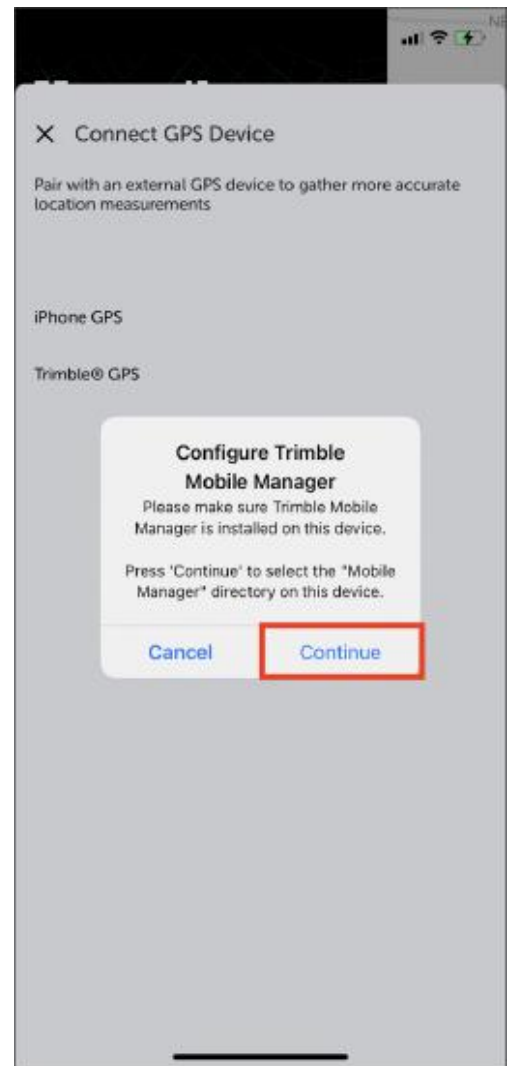 NE
Connect GPS Device
Pair with an external GPS device to gather more accurate
location measurements
iPhone GPS
Trimble® GPS
Configure Trimble
Mobile Manager
Please make sure Trimble Mobile
Manager is installed on this device.
Press 'Continue' to select the "Mobile
Manager" directory on this device.
Cancel Continue